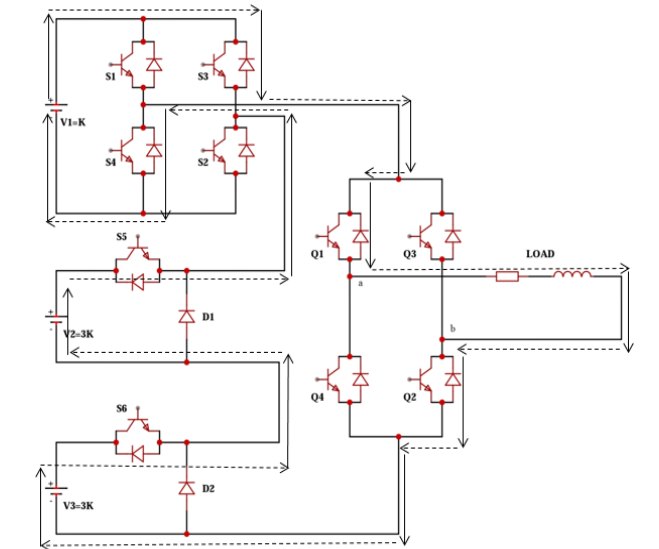 S1
S3
+
V1=K
S4
S2
S5
Q1
Q3
LOAD
a
+
-
V2=3K
D1
b
S6
Q4
Q2
+
-
V3=3K
D2